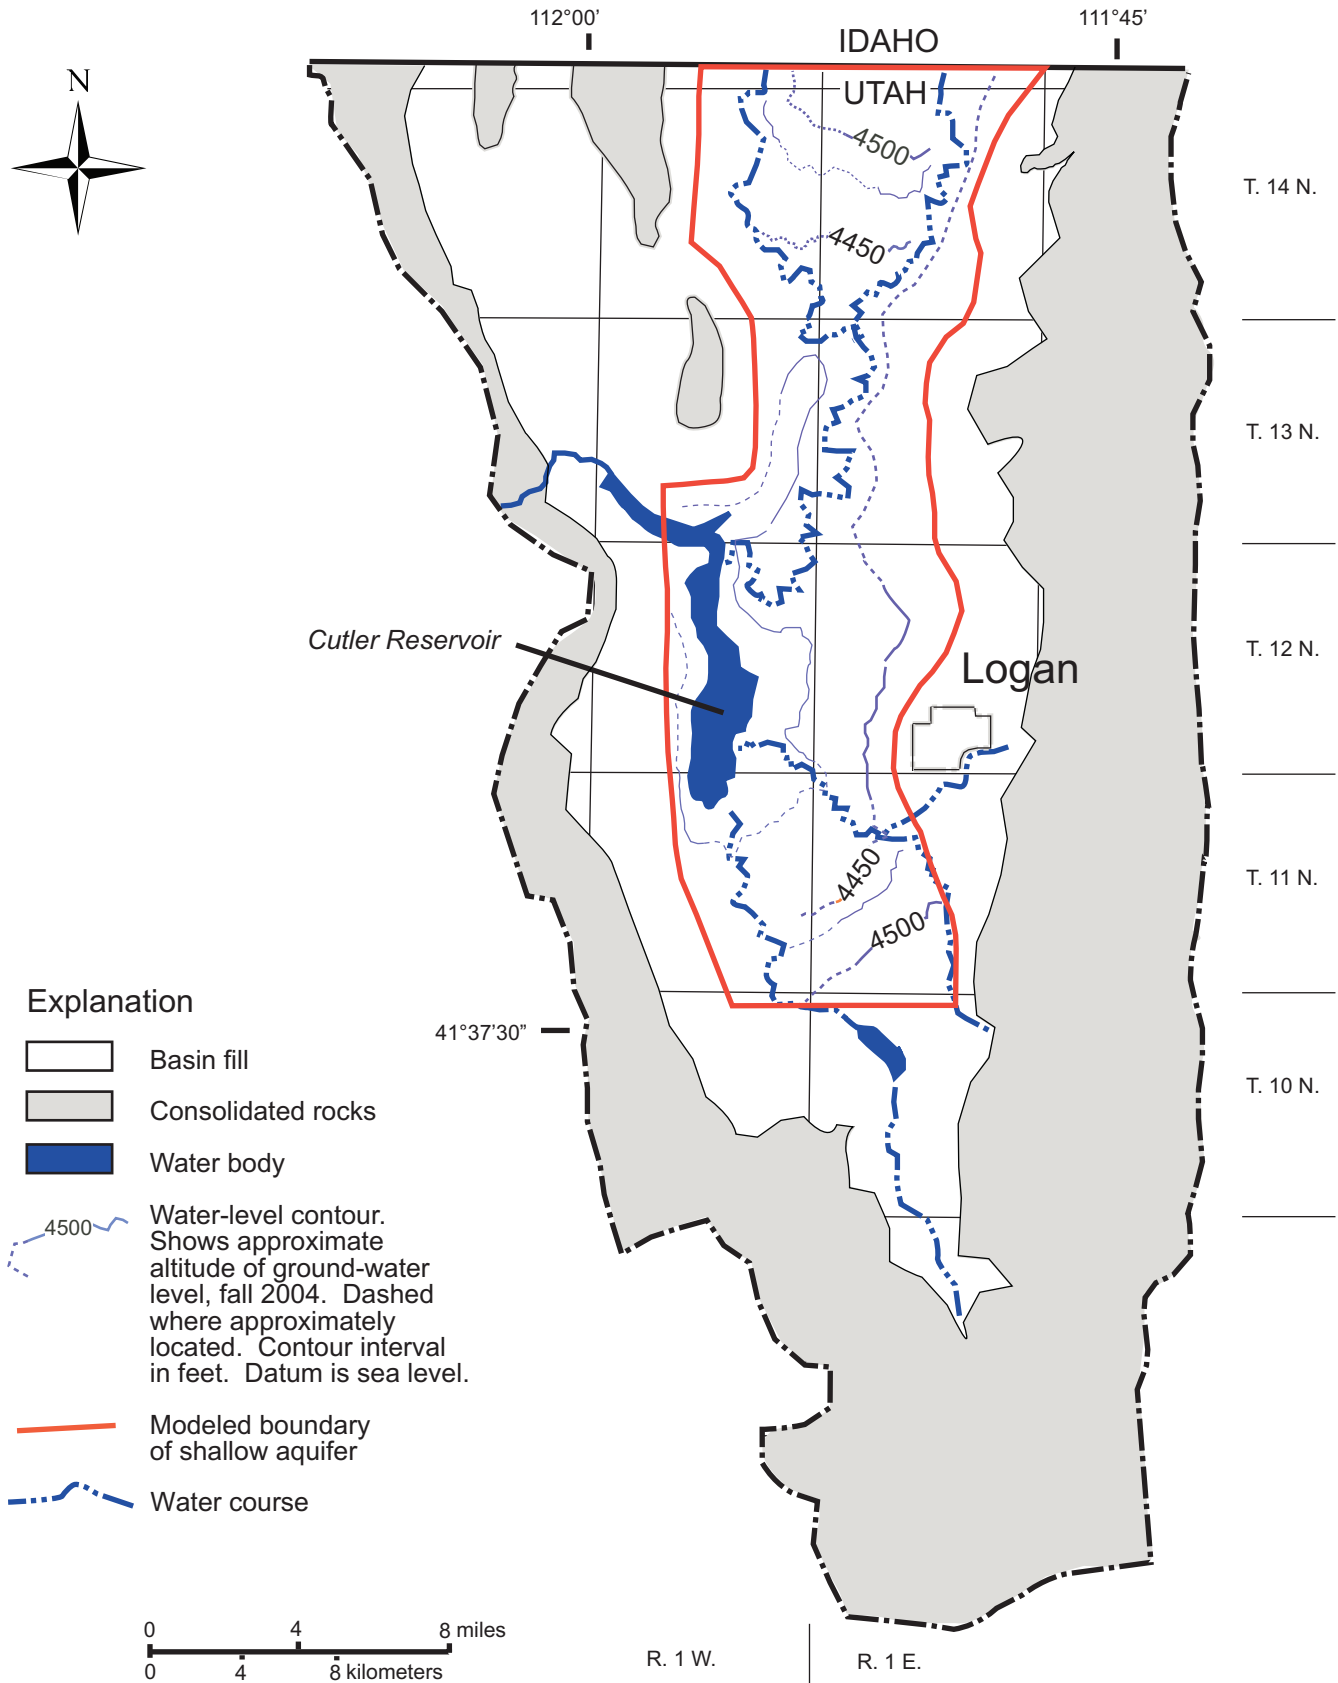 112°00’
111°45’
IDAHO
N
UTAH
4500
T. 14 N.
4450
T. 13 N.
Cutler Reservoir
T. 12 N.
Logan
4450
T. 11 N.
4500
Explanation
41°37’30”
Basin fill
T. 10 N.
Consolidated rocks
Water body
4500
Water-level contour.
Shows approximate
altitude of ground-water
level, fall 2004. Dashed
where approximately
located. Contour interval
in feet. Datum is sea level.
Modeled boundary
of shallow aquifer
Water course
0 4 8 miles
0 4 8 kilometers
R. 1 W. R. 1 E.